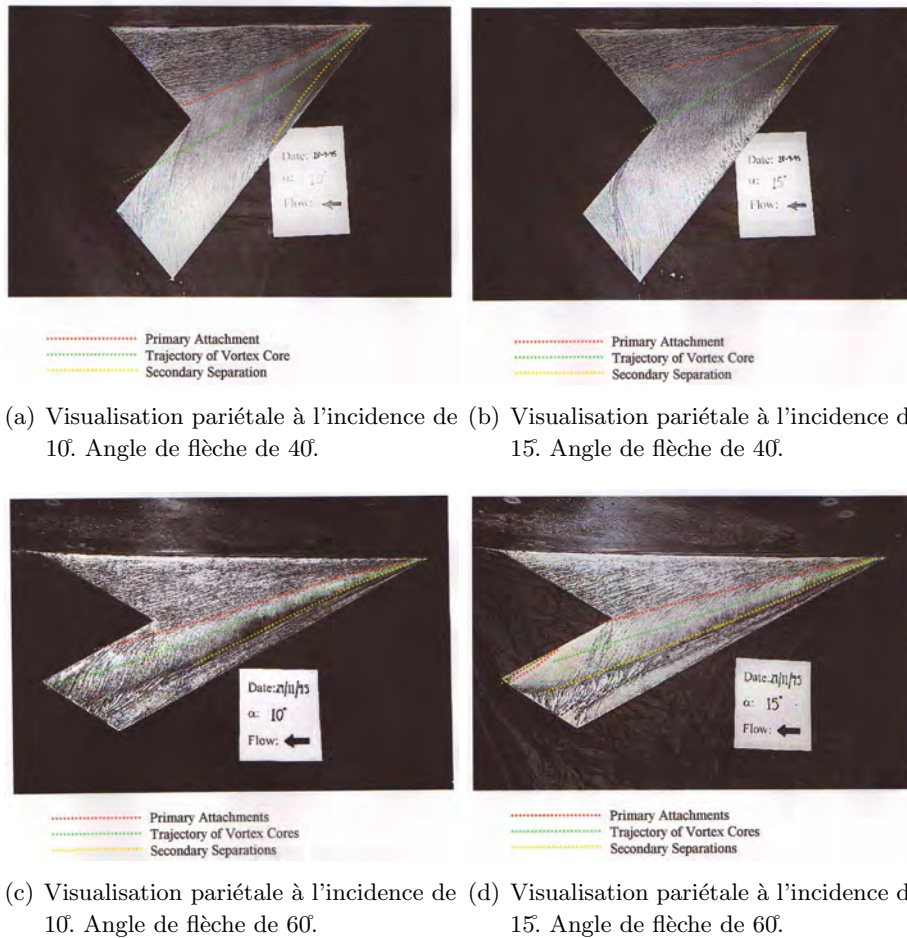 Date: 28-9-95
α: 10°
Flow:
Date: 28-9-95
α: 15°
Flow:
Primary Attachment
Trajectory of Vortex Core
Secondary Separation
Primary Attachment
Trajectory of Vortex Core
Secondary Separation
(a) Visualisation pariétale à l'incidence de
10°. Angle de flèche de 40°.
(b) Visualisation pariétale à l'incidence d
15°. Angle de flèche de 40°.
Date: 21/11/95
α: 10°
Flow:
Date: 21/11/95
α: 15°
Flow:
Primary Attachments
Trajectory of Vortex Cores
Secondary Separations
Primary Attachments
Trajectory of Vortex Cores
Secondary Separations
(c) Visualisation pariétale à l'incidence de
10°. Angle de flèche de 60°.
(d) Visualisation pariétale à l'incidence d
15°. Angle de flèche de 60°.